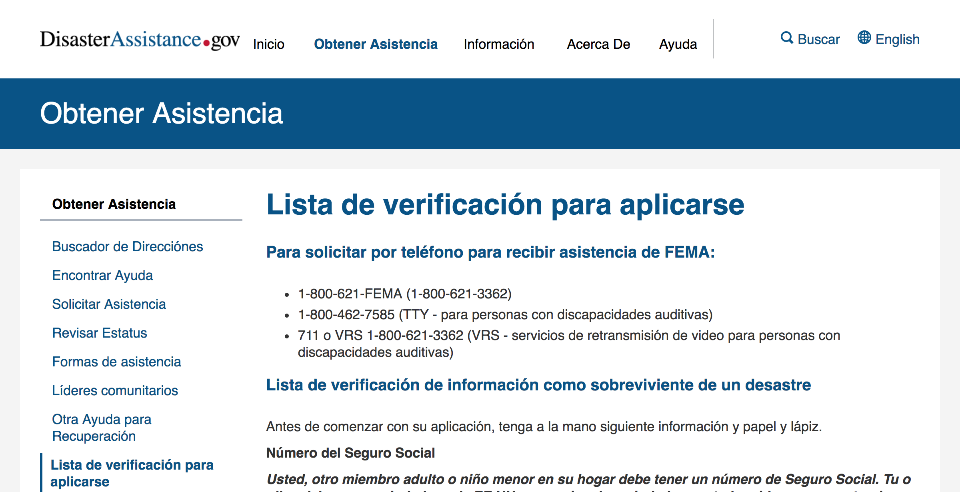 DisasterAssistance.gov
Inicio
Obtener Asistencia
Información
Acerca De
Ayuda
Buscar
English
Obtener Asistencia
Obtener Asistencia
Buscador de Direcciónes
Encontrar Ayuda
Solicitar Asistencia
Revisar Estatus
Formas de asistencia
Líderes comunitarios
Otra Ayuda para
Recuperación
Lista de verificación para
aplicarse
Lista de verificación para aplicarse
Para solicitar por teléfono para recibir asistencia de FEMA:
1-800-621-FEMA (1-800-621-3362)
1-800-462-7585 (TTY - para personas con discapacidades auditivas)
711 o VRS 1-800-621-3362 (VRS - servicios de retransmisión de video para personas con
discapacidades auditivas)
Lista de verificación de información como sobreviviente de un desastre
Antes de comenzar con su aplicación, tenga a la mano siguiente información y papel y lápiz.
Número del Seguro Social
Usted, otro miembro adulto o niño menor en su hogar debe tener un número de Seguro Social. Tu o